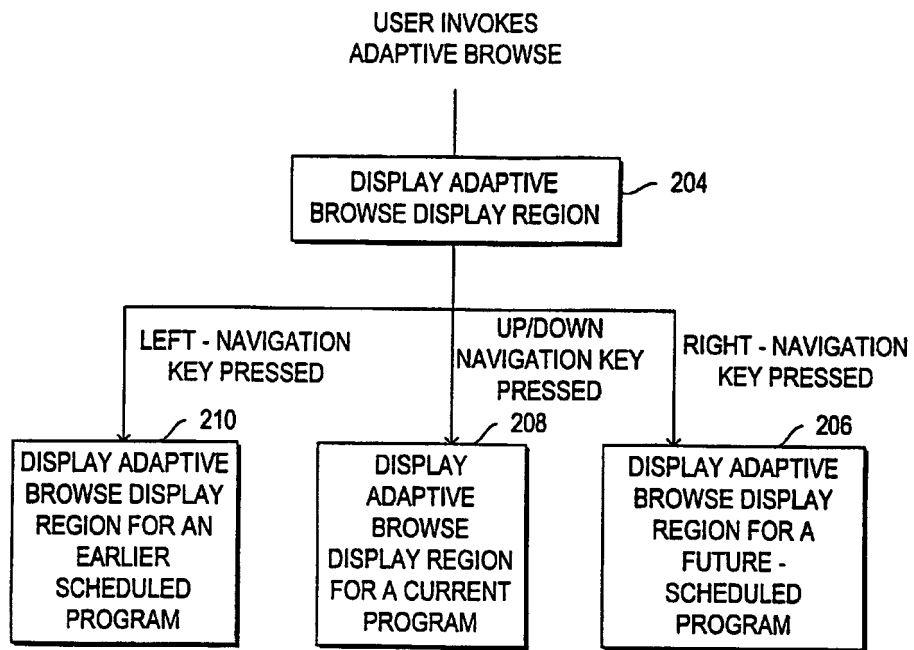 USER INVOKES
ADAPTIVE BROWSE
DISPLAY ADAPTIVE
BROWSE DISPLAY REGION
204
LEFT - NAVIGATION
KEY PRESSED
UP/DOWN
NAVIGATION KEY
PRESSED
RIGHT - NAVIGATION
KEY PRESSED
210
DISPLAY ADAPTIVE
BROWSE DISPLAY
REGION FOR AN
EARLIER
SCHEDULED
PROGRAM
208
DISPLAY
ADAPTIVE
BROWSE
DISPLAY REGION
FOR A CURRENT
PROGRAM
206
DISPLAY ADAPTIVE
BROWSE DISPLAY
REGION FOR A
FUTURE -
SCHEDULED
PROGRAM